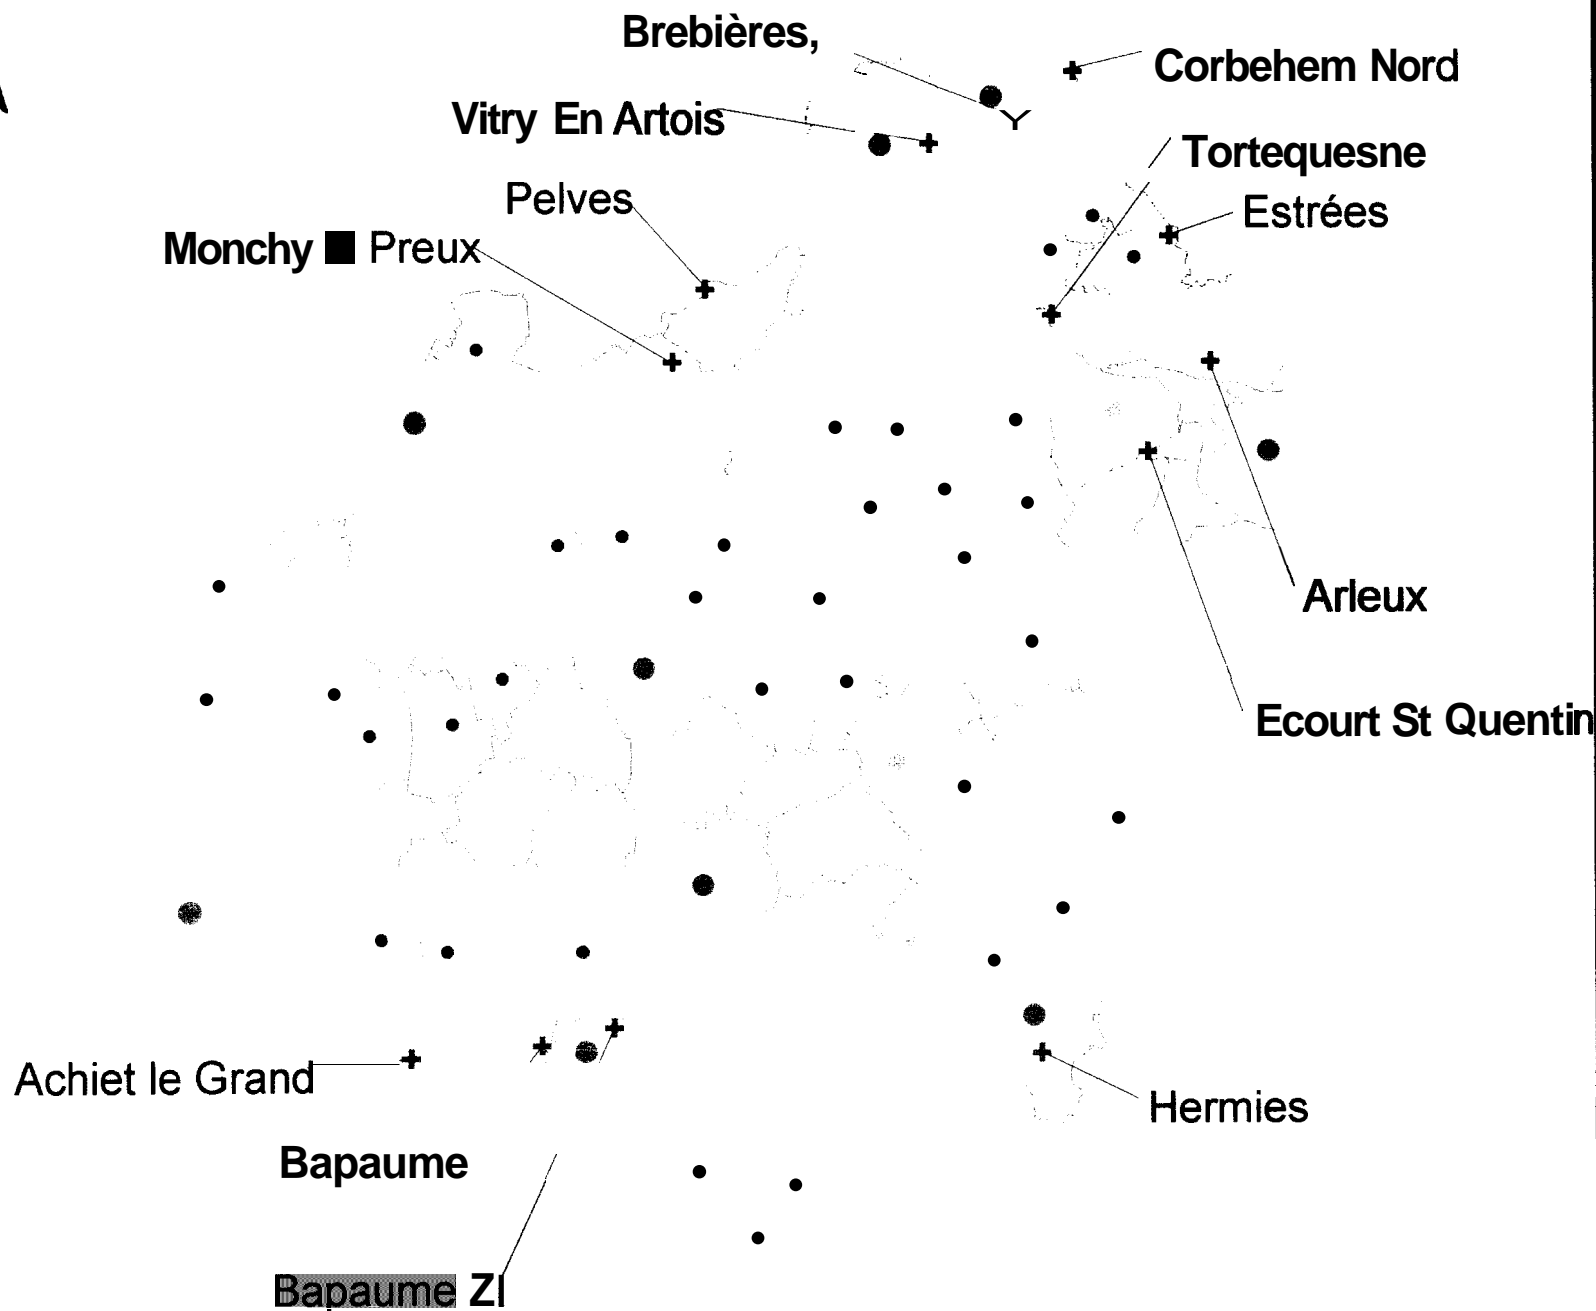 Brebières,
Corbehem Nord
Vitry En Artois
Tortequesne
Pelves
Estrées
Monchy ■ Preux
Arleux
Ecourt St Quentin
Achiet le Grand
Hermies
Bapaume
Bapaume ZI